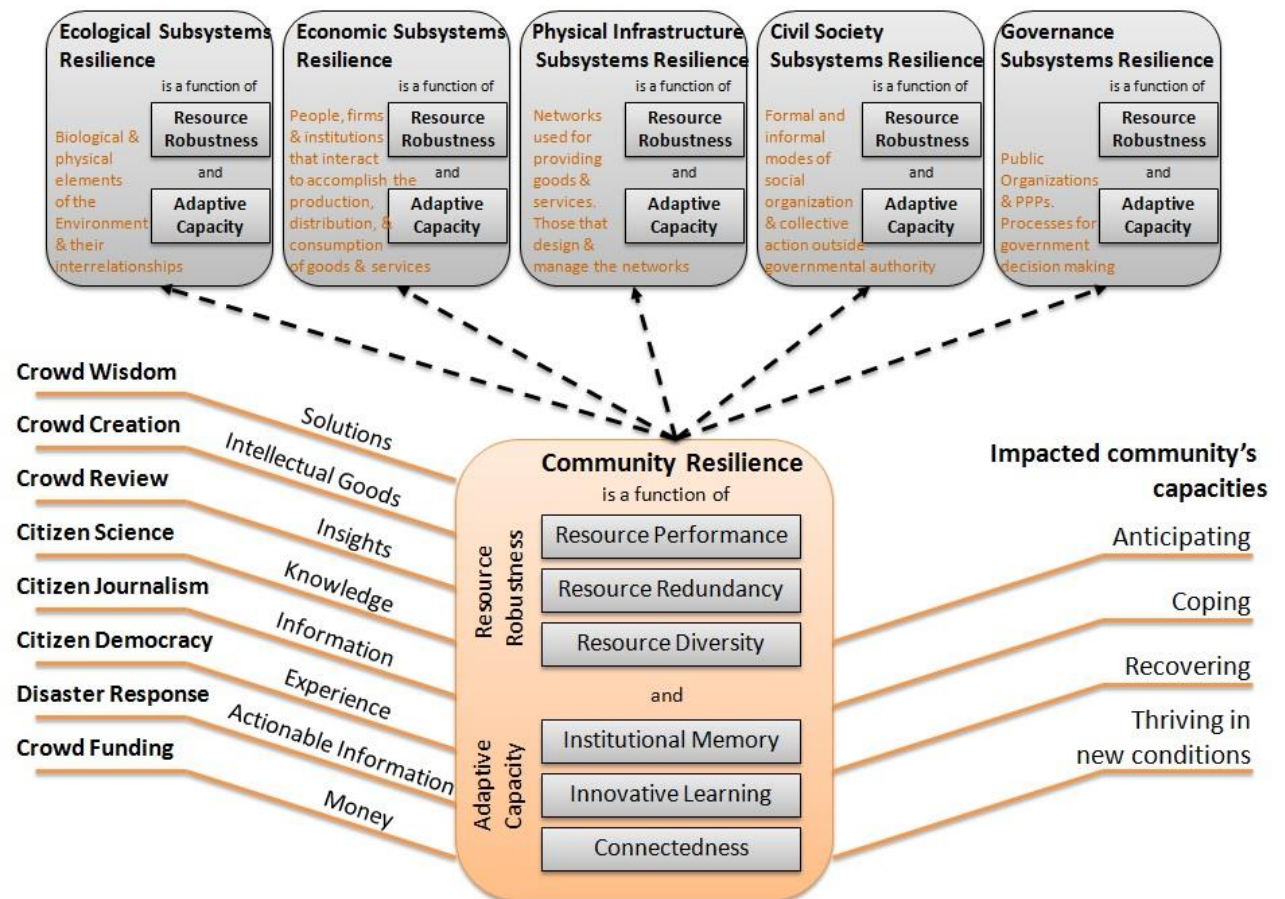 Ecological Subsystems
Resilience
is a function of
Resource
Robustness
and
Adaptive
Capacity
Biological &
physical
elements
of the
Environment
& their
interrelationships
Economic Subsystems
Resilience
is a function of
Resource
Robustness
and
Adaptive
Capacity
People, firms
& institutions
that interact
to accomplish the
production,
distribution, &
consumption
of goods & services
Physical Infrastructure
Subsystems Resilience
is a function of
Resource
Robustness
and
Adaptive
Capacity
Networks
used for
providing
goods &
services.
Those that
design &
manage the networks
Civil Society
Subsystems Resilience
is a function of
Resource
Robustness
and
Adaptive
Capacity
Formal and
informal
modes of
social
organization
& collective
action outside
governmental authority
Governance
Subsystems Resilience
is a function of
Resource
Robustness
and
Adaptive
Capacity
Public
Organizations
& PPPs.
Processes for
government
decision making
Crowd Wisdom
Solutions
Crowd Creation
Intellectual Goods
Crowd Review
Insights
Citizen Science
Knowledge
Citizen Journalism
Information
Citizen Democracy
Experience
Disaster Response
Actionable Information
Crowd Funding
Money
Community Resilience
is a function of
Resource
Robustness
Resource Performance
Resource Redundancy
Resource Diversity
and
Adaptive
Capacity
Institutional Memory
Innovative Learning
Connectedness
Impacted community's
capacities
Anticipating
Coping
Recovering
Thriving in
new conditions